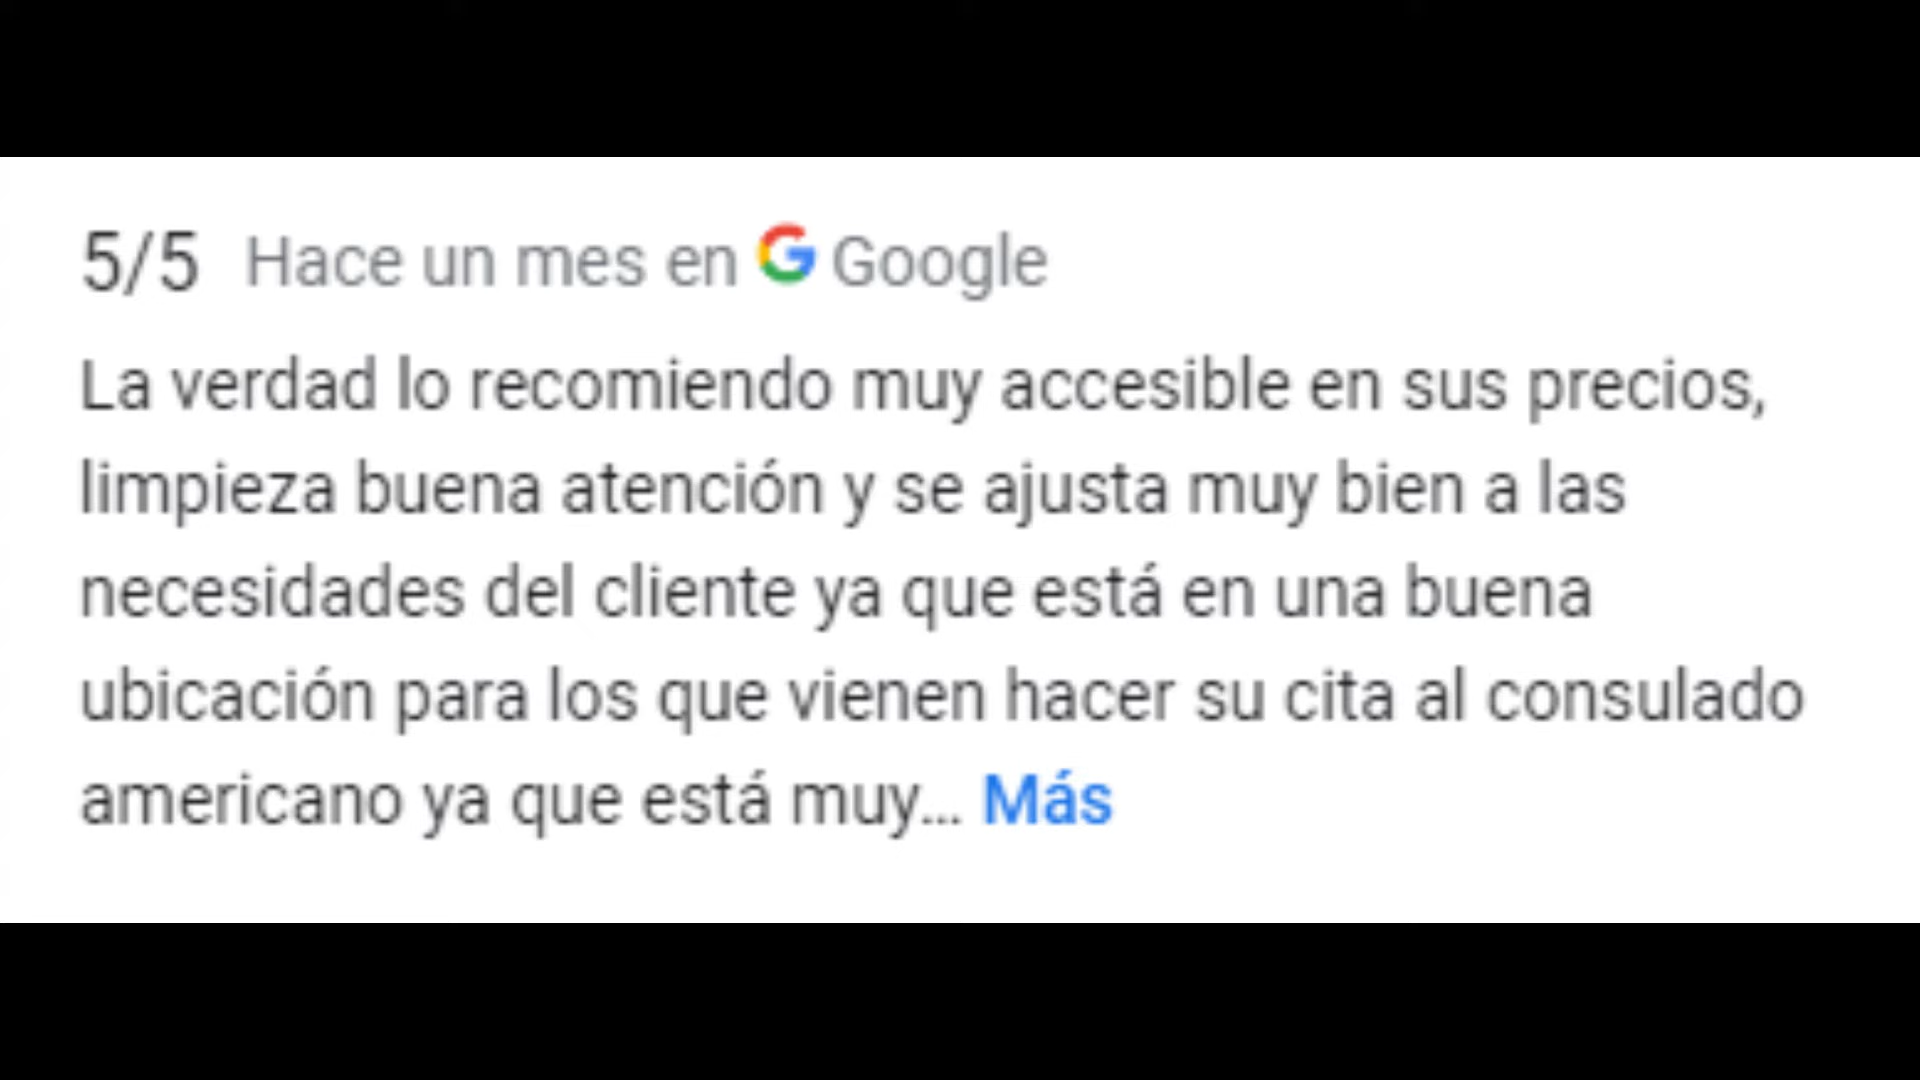 5/5 Hace un mes en Google
La verdad lo recomiendo muy accesible en sus precios,
limpieza buena atención y se ajusta muy bien a las
necesidades del cliente ya que está en una buena
ubicación para los que vienen hacer su cita al consulado
americano ya que está muy... Más